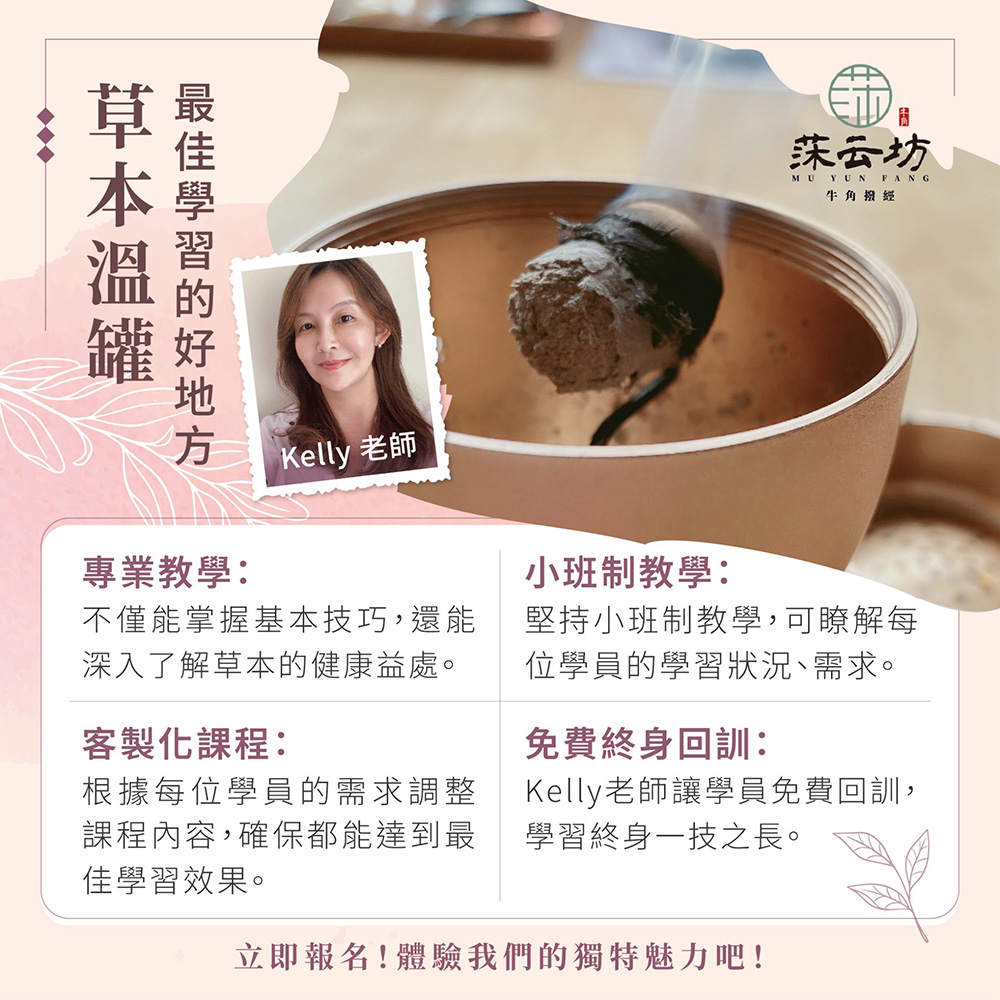 草本溫罐
最佳學習的好地方
莯云坊
牛角
MU YUN FANG
牛角撥經
Kelly 老師
專業教學：
不僅能掌握基本技巧，還能
深入了解草本的健康益處。
小班制教學：
堅持小班制教學，可瞭解每
位學員的學習狀況、需求。
客製化課程：
根據每位學員的需求調整
課程內容，確保都能達到最
佳學習效果。
免費終身回訓：
Kelly老師讓學員免費回訓，
學習終身一技之長。
立即報名！體驗我們的獨特魅力吧！